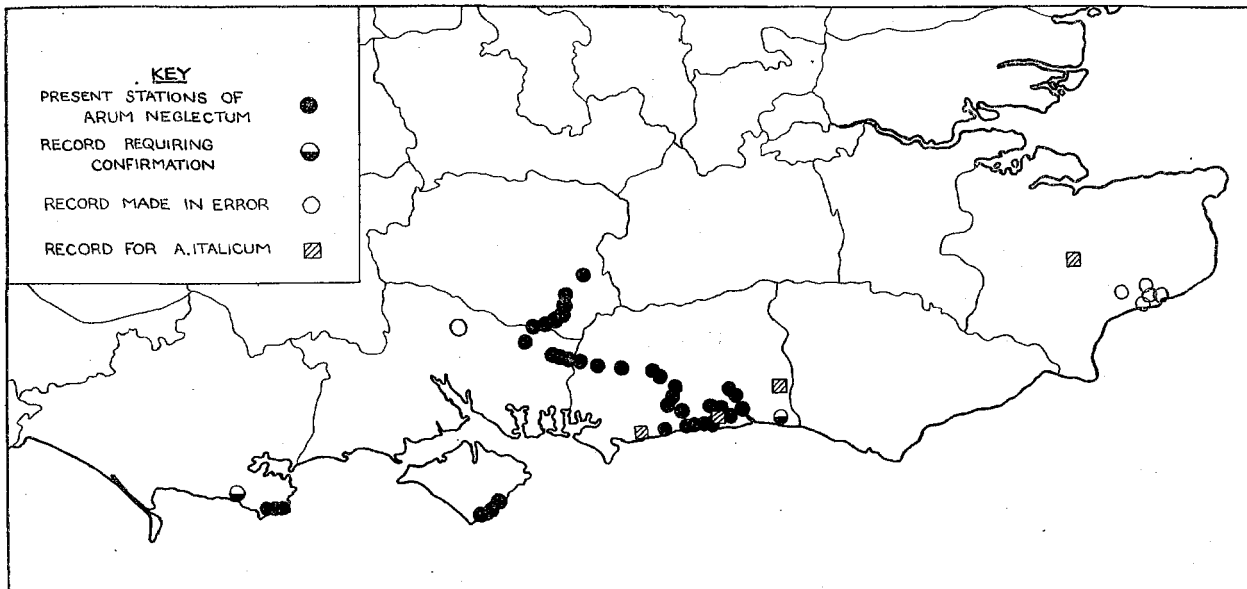 KEY
PRESENT STATIONS OF
ARUM NEGLECTUM
RECORD REQUIRING
CONFIRMATION
RECORD MADE IN ERROR
RECORD FOR A.ITALICUM